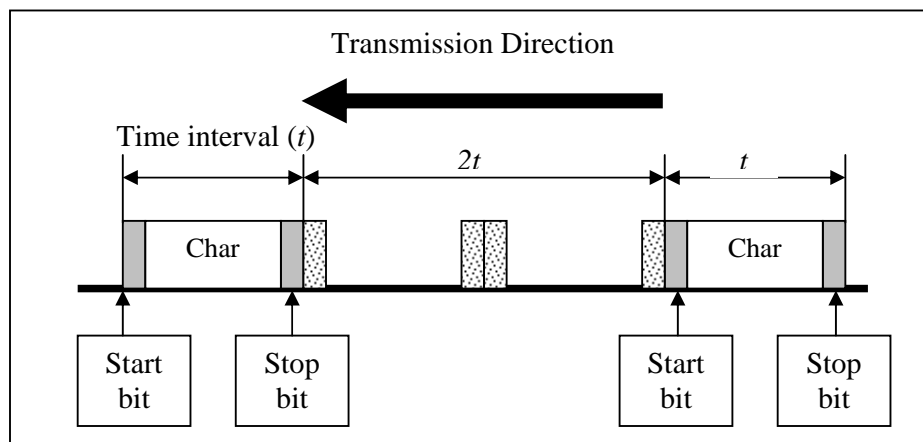 Transmission Direction
Time interval (t)
2t
t
Char
Char
Start
bit
Stop
bit
Start
bit
Stop
bit